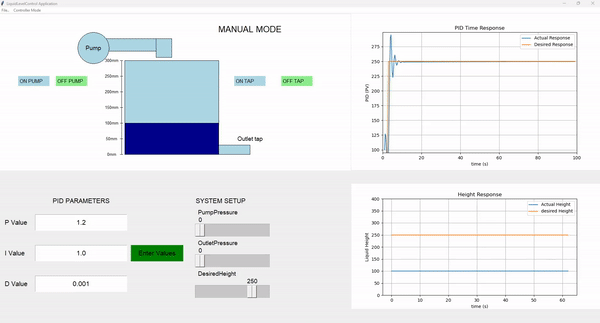 LiquidLevelControl Application
File.. Controller Mode
MANUAL MODE
Pump
ON PUMP
OFF PUMP
ON TAP
OFF TAP
300mm
250mm
200mm
150mm
100mm
50mm
0mm
Outlet tap
PID Time Response
Actual Response
Desired Response
PID (PV)
250
225
200
175
150
125
100
0 20 40 60 80 100
time (s)
PID PARAMETERS
P Value 1.2
I Value 1.0 Enter Values
D Value 0.001
SYSTEM SETUP
PumpPressure
0
OutletPressure
0
DesiredHeight
250
Height Response
Actual Height
desired Height
Liquid Height
400
350
300
250
200
150
100
50
0
0 10 20 30 40 50 60
time (s)